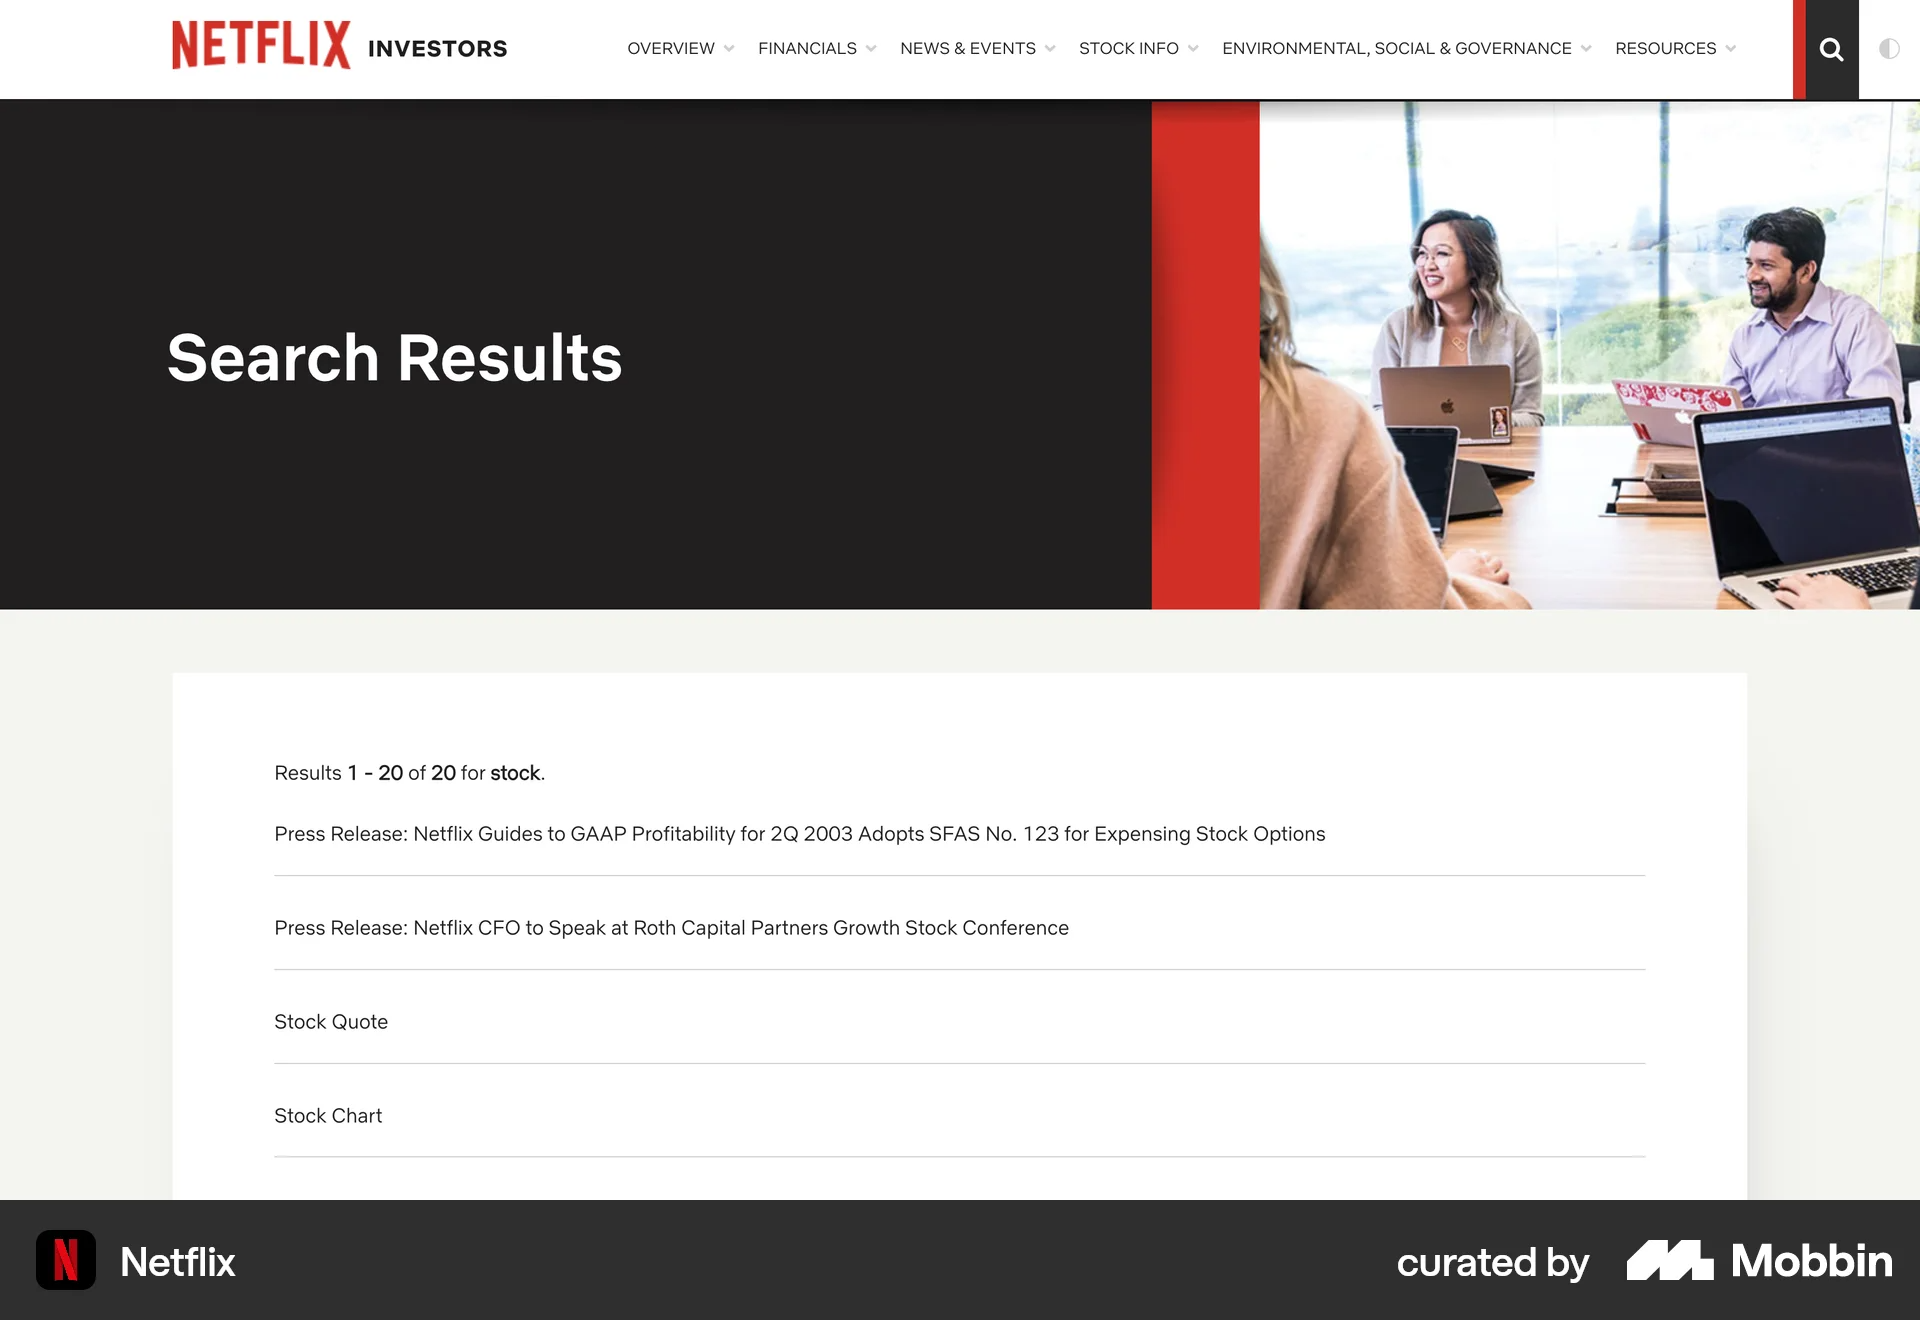 NETFLIX INVESTORS
OVERVIEW
FINANCIALS
NEWS & EVENTS
STOCK INFO
ENVIRONMENTAL, SOCIAL & GOVERNANCE
RESOURCES
Search Results
Results 1 - 20 of 20 for stock.
Press Release: Netflix Guides to GAAP Profitability for 2Q 2003 Adopts SFAS No. 123 for Expensing Stock Options
Press Release: Netflix CFO to Speak at Roth Capital Partners Growth Stock Conference
Stock Quote
Stock Chart
N Netflix
curated by Mobbin